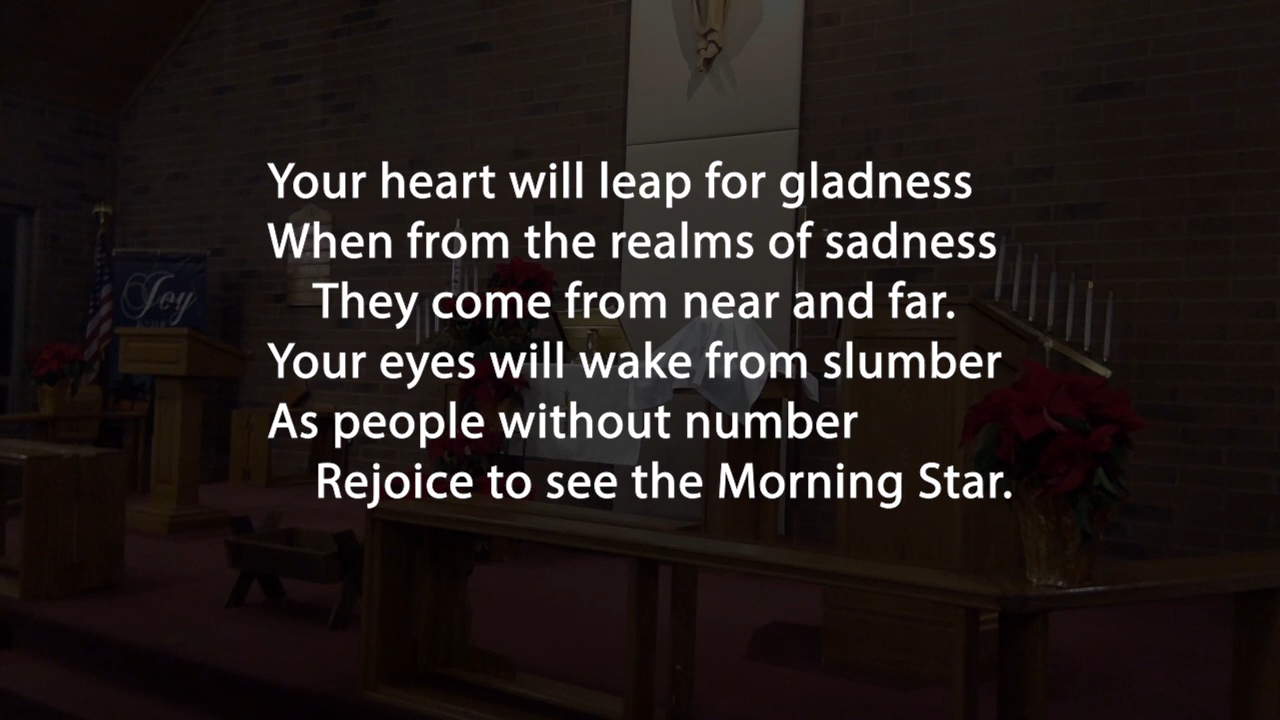 Your heart will leap for gladness
When from the realms of sadness
They come from near and far.
Your eyes will wake from slumber
As people without number
Rejoice to see the Morning Star.
Joy